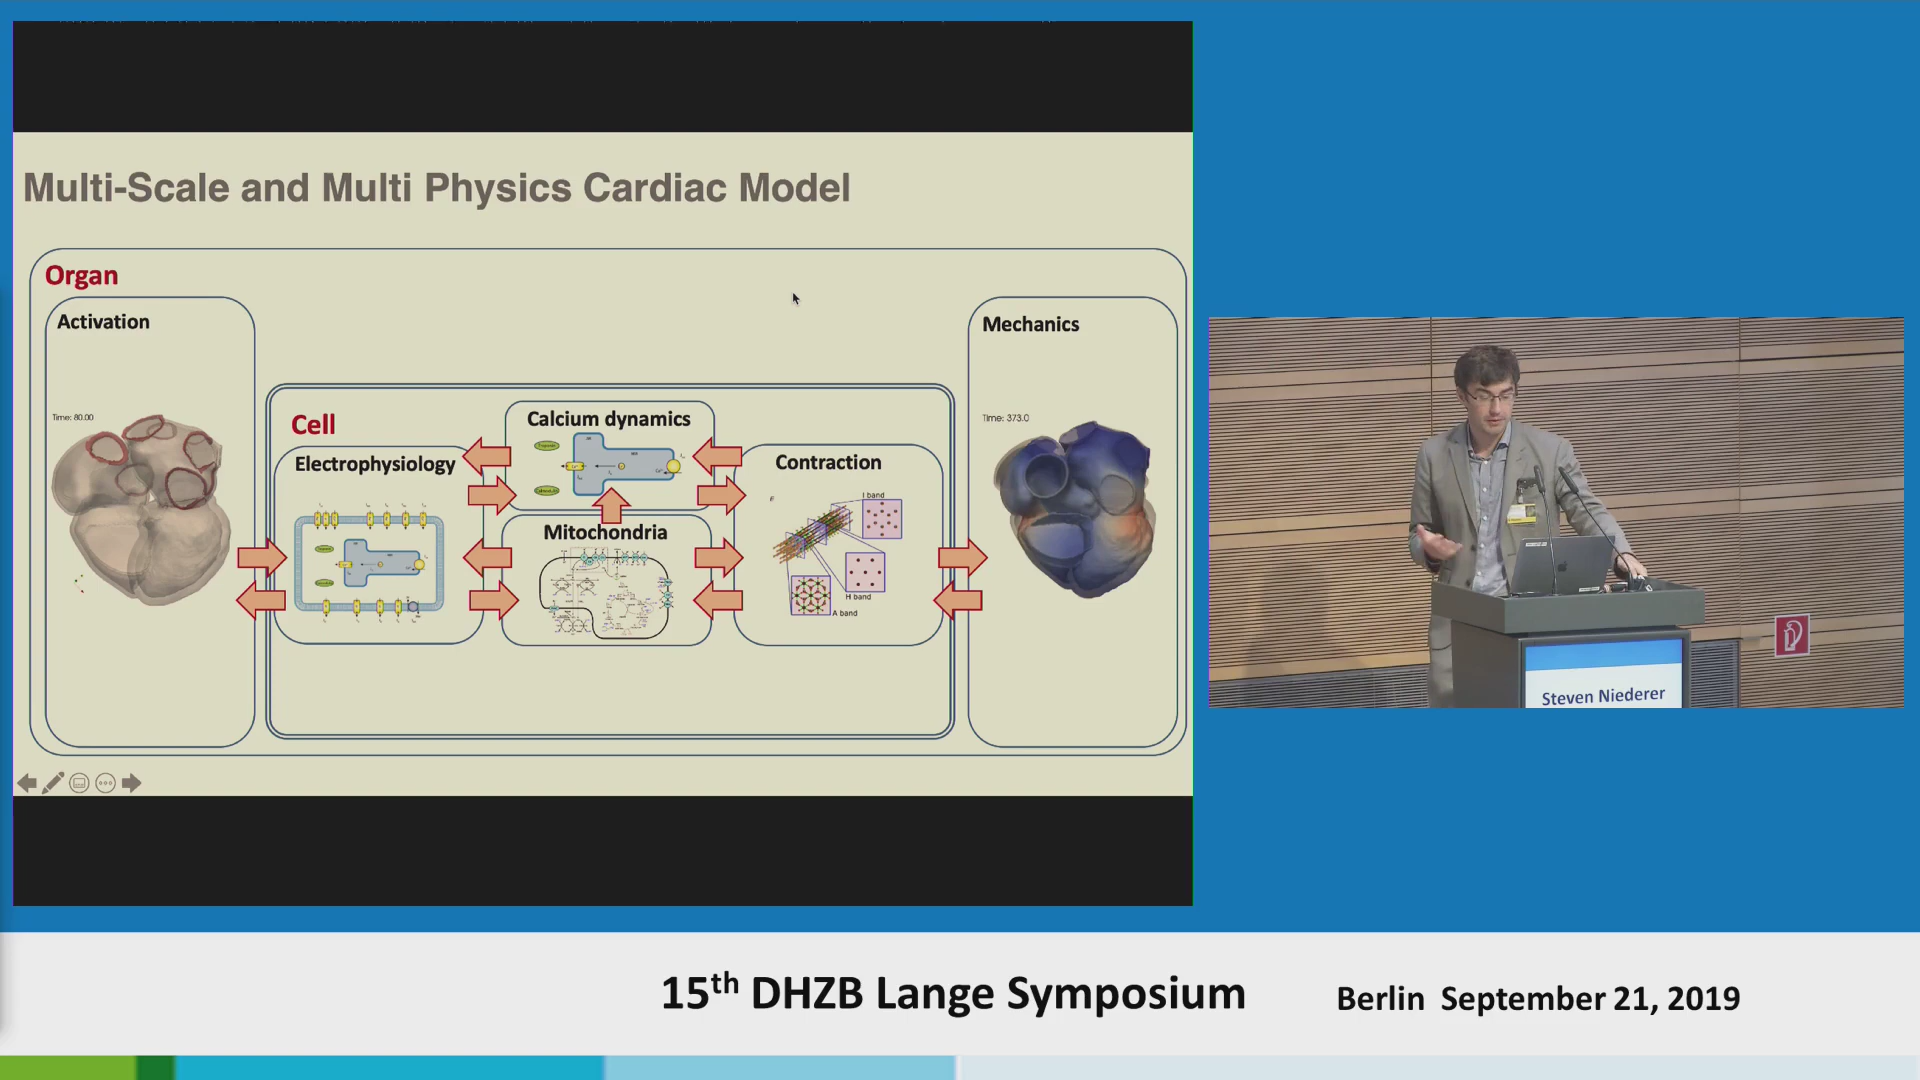 Multi-Scale and Multi Physics Cardiac Model
Organ
Activation
Time: 80.00
Cell
Electrophysiology
Calcium dynamics
Mitochondria
Contraction
I band
H band
A band
Mechanics
Time: 373.0
Steven Niederer
15th DHZB Lange Symposium
Berlin September 21, 2019